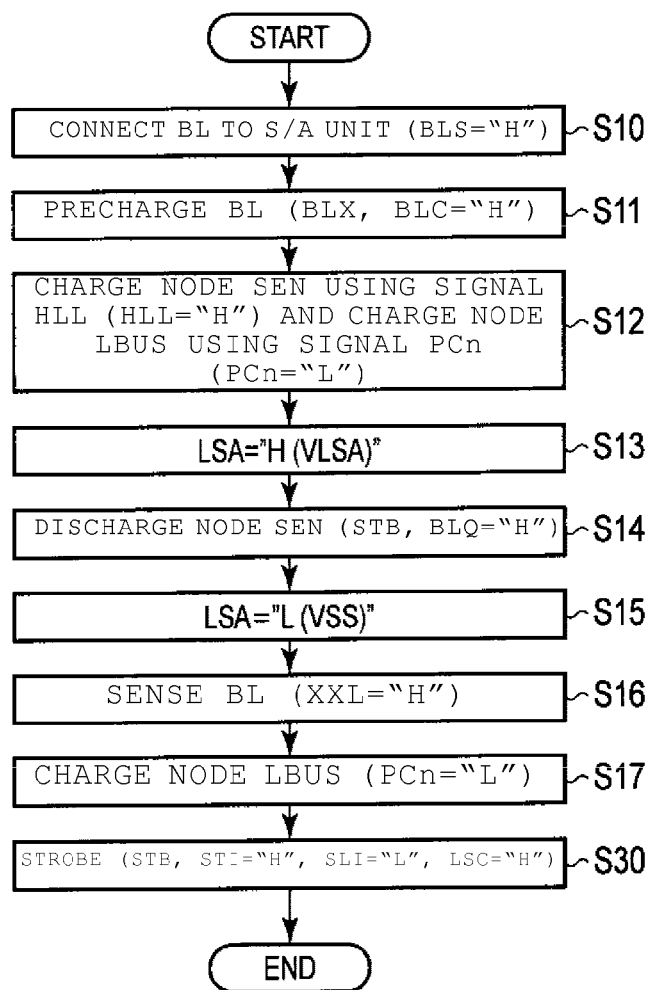 START
CONNECT BL TO S/A UNIT (BLS="H")
S10
PRECHARGE BL (BLX, BLC="H")
S11
CHARGE NODE SEN USING SIGNAL
HLL (HLL="H") AND CHARGE NODE
LBUS USING SIGNAL PCn
(PCn="L")
S12
LSA="H (VLSA)"
S13
DISCHARGE NODE SEN (STB, BLQ="H")
S14
LSA="L (VSS)"
S15
SENSE BL (XXL="H")
S16
CHARGE NODE LBUS (PCn="L")
S17
STROBE (STB, STI="H", SLI="L", LSC="H")
S30
END